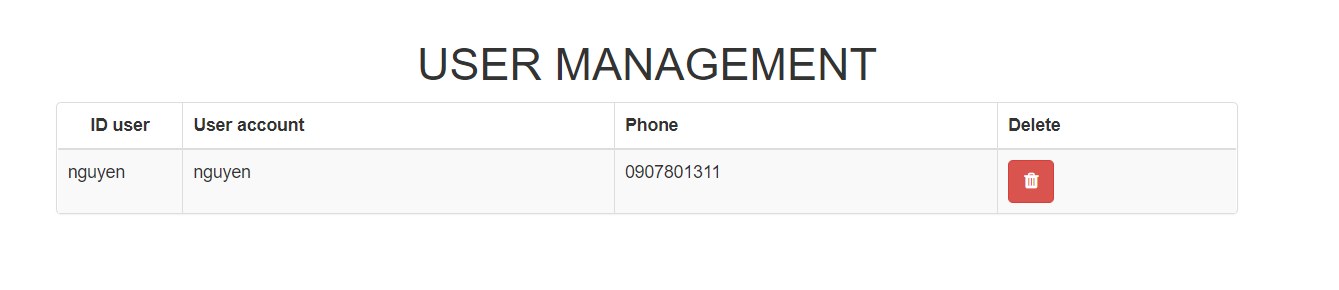 USER MANAGEMENT
ID user User account Phone Delete
nguyen nguyen 0907801311